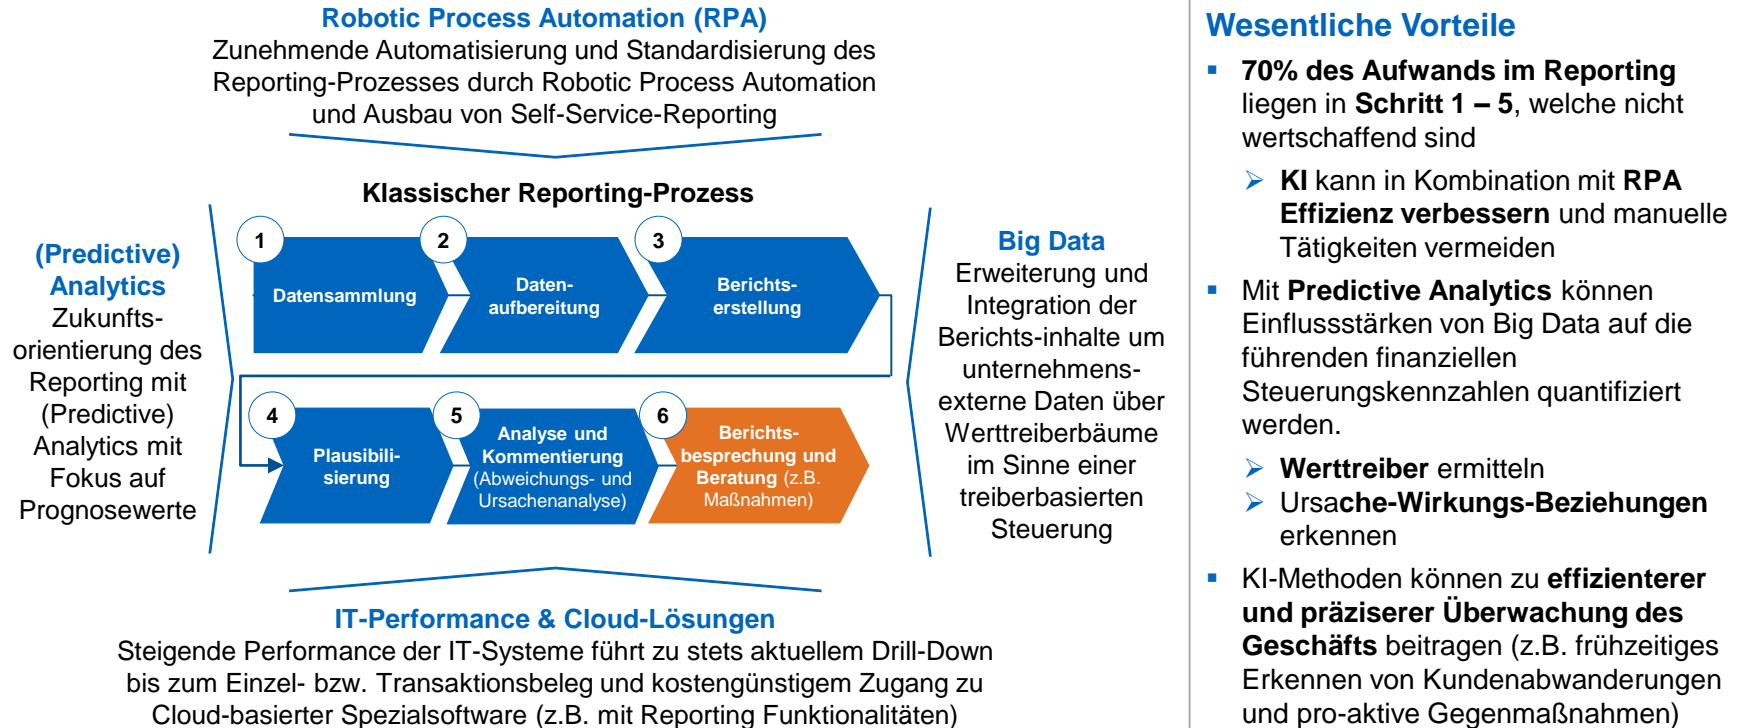 Robotic Process Automation (RPA)
Zunehmende Automatisierung und Standardisierung des
Reporting-Prozesses durch Robotic Process Automation
und Ausbau von Self-Service-Reporting
Klassischer Reporting-Prozess
(Predictive)
Analytics
Zukunfts-
orientierung des
Reporting mit
(Predictive)
Analytics mit
Fokus auf
Prognosewerte
1
Datensammlung
2
Daten-
aufbereitung
3
Berichts-
erstellung
4
Plausibili-
sierung
5
Analyse und
Kommentierung
(Abweichungs- und
Ursachenanalyse)
6
Berichts-
besprechung und
Beratung (z.B.
Maßnahmen)
Big Data
Erweiterung und
Integration der
Berichts-inhalte um
unternehmens-
externe Daten über
Werttreiberbäume
im Sinne einer
treiberbasierten
Steuerung
IT-Performance & Cloud-Lösungen
Steigende Performance der IT-Systeme führt zu stets aktuellem Drill-Down
bis zum Einzel- bzw. Transaktionsbeleg und kostengünstigem Zugang zu
Cloud-basierter Spezialsoftware (z.B. mit Reporting Funktionalitäten)
Wesentliche Vorteile
▪ 70% des Aufwands im Reporting
liegen in Schritt 1 – 5, welche nicht
wertschaffend sind
➢ KI kann in Kombination mit RPA
Effizienz verbessern und manuelle
Tätigkeiten vermeiden
▪ Mit Predictive Analytics können
Einflussstärken von Big Data auf die
führenden finanziellen
Steuerungskennzahlen quantifiziert
werden.
➢ Werttreiber ermitteln
➢ Ursache-Wirkungs-Beziehungen
erkennen
▪ KI-Methoden können zu effizienterer
und präziserer Überwachung des
Geschäfts beitragen (z.B. frühzeitiges
Erkennen von Kundenabwanderungen
und pro-aktive Gegenmaßnahmen)